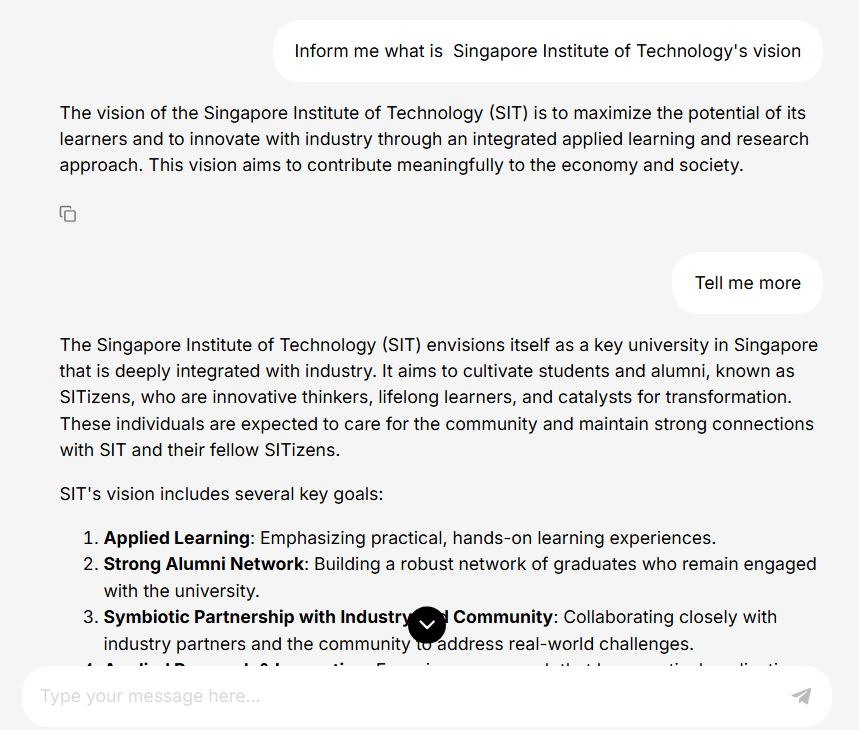 Inform me what is  Singapore Institute of Technology's vision
The vision of the Singapore Institute of Technology (SIT) is to maximize the potential of its
learners and to innovate with industry through an integrated applied learning and research
approach. This vision aims to contribute meaningfully to the economy and society.
Tell me more
The Singapore Institute of Technology (SIT) envisions itself as a key university in Singapore
that is deeply integrated with industry. It aims to cultivate students and alumni, known as
SITizens, who are innovative thinkers, lifelong learners, and catalysts for transformation.
These individuals are expected to care for the community and maintain strong connections
with SIT and their fellow SITizens.
SIT's vision includes several key goals:
1. Applied Learning: Emphasizing practical, hands-on learning experiences.
2. Strong Alumni Network: Building a robust network of graduates who remain engaged
with the university.
3. Symbiotic Partnership with Industry Community: Collaborating closely with
industry partners and the community to address real-world challenges.
Type your message here...